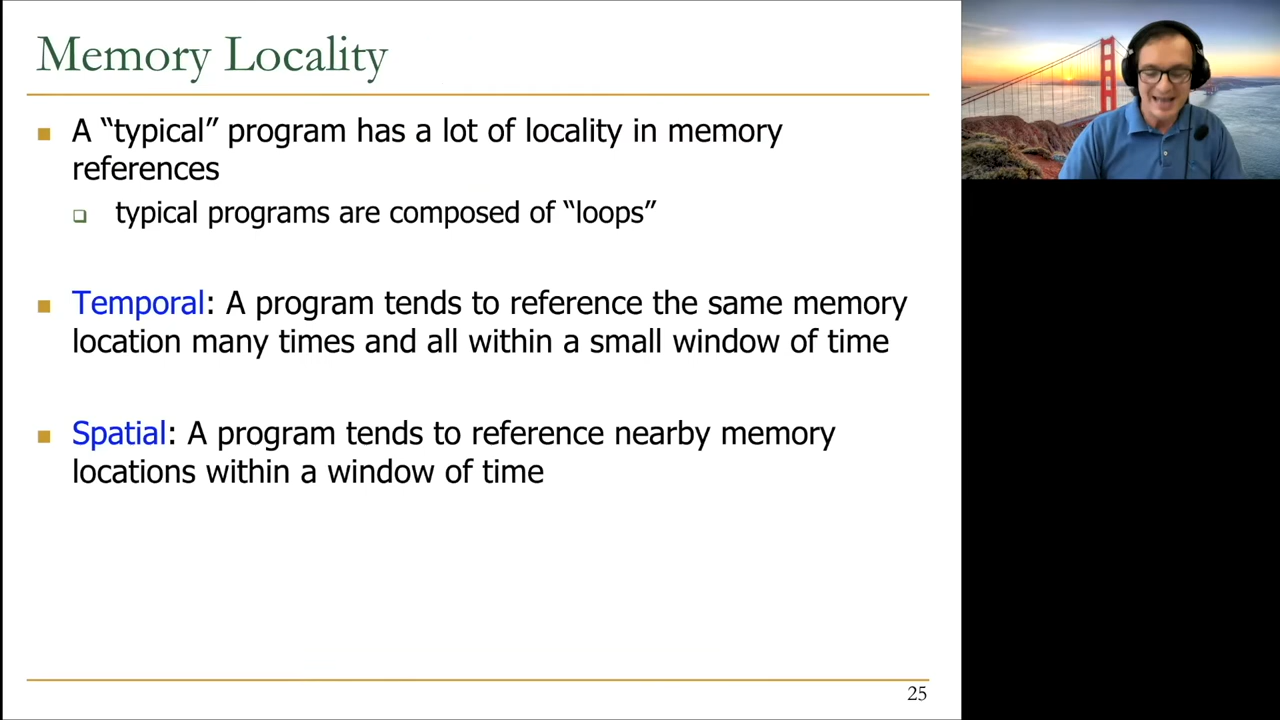 Memory Locality
A “typical” program has a lot of locality in memory
references
typical programs are composed of “loops”
Temporal: A program tends to reference the same memory
location many times and all within a small window of time
Spatial: A program tends to reference nearby memory
locations within a window of time
25